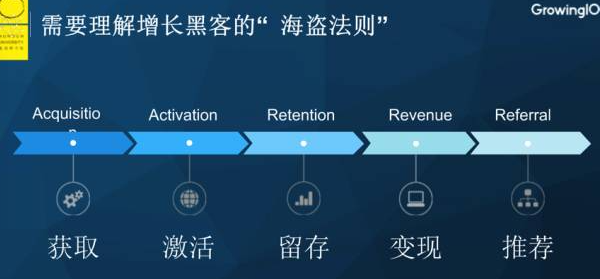 GrowingIO
需要理解增长黑客的“ 海盗法则”
Acquisitio
n
Activation
Retention
Revenue
Referral
获取
激活
留存
变现
推荐